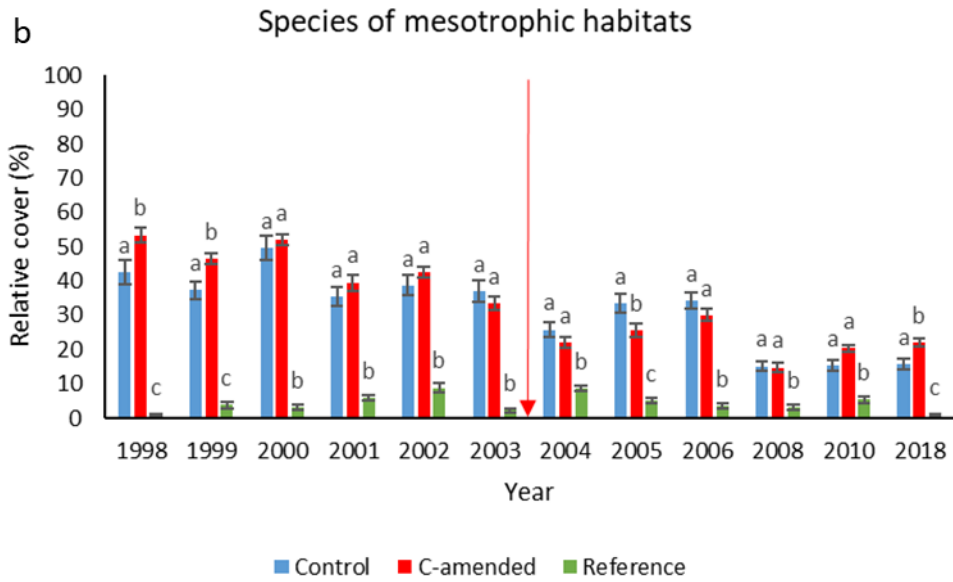 b
Species of mesotrophic habitats
Relative cover (%)
100
90
80
70
60
50
40
30
20
10
0
a b c
a b c
a a b
a a b
a a b
a a b
a a b
a b c
a a b
a a b
a a b
a b c
1998 1999 2000 2001 2002 2003 2004 2005 2006 2008 2010 2018
Year
Control C-amended Reference